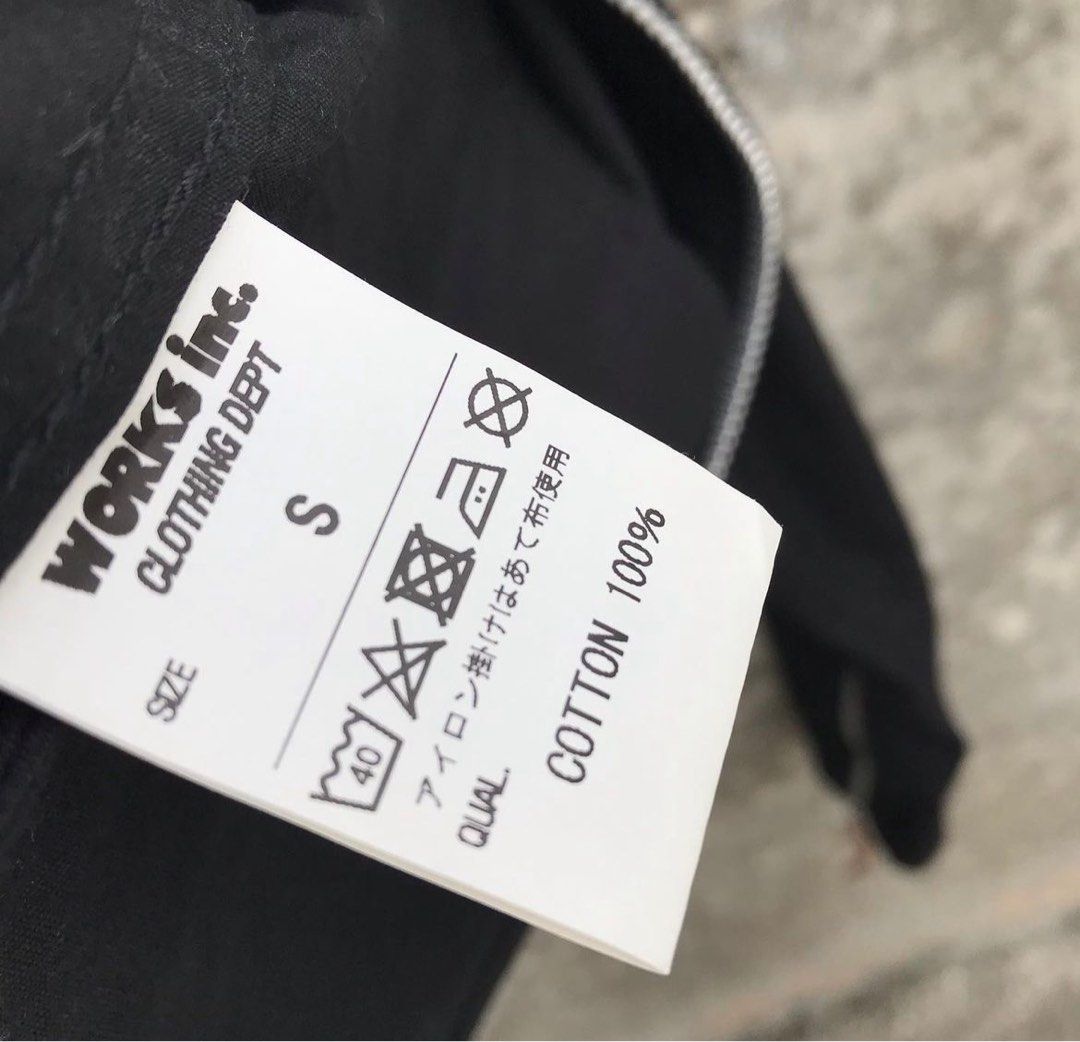 WORKS inc.
CLOTHING DEPT
SIZE S
40
アイロン掛けはあて布使用
QUAL.
COTTON 100%